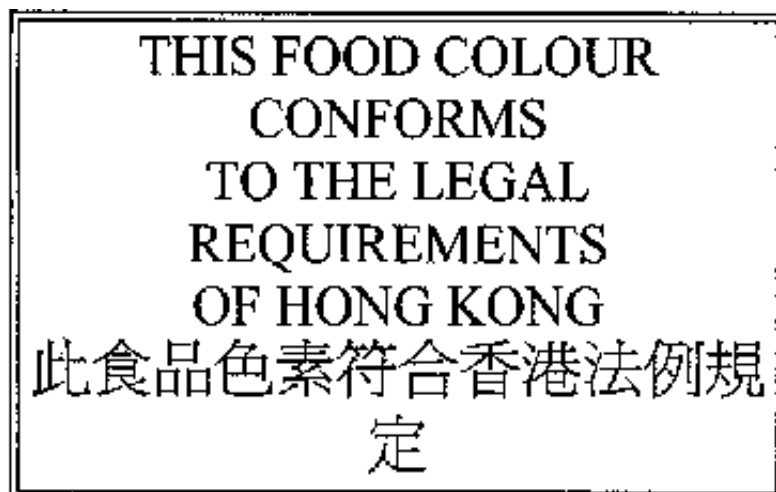 THIS FOOD COLOUR
CONFORMS
TO THE LEGAL
REQUIREMENTS
OF HONG KONG
此食品色素符合香港法例規
定